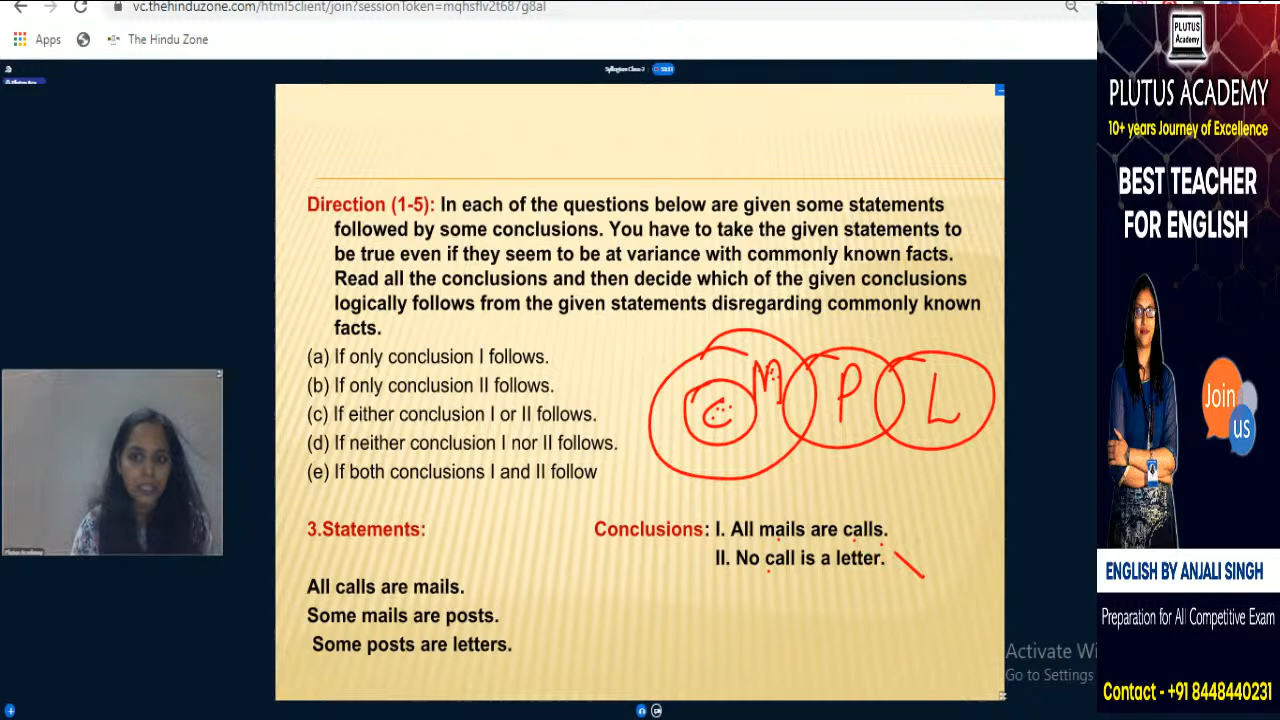 vc.thehinduzone.com/html5client/join?sessionToken=mqhsflv2t687g8al
Apps
The Hindu Zone
Syllogism Class-2
Direction (1-5): In each of the questions below are given some statements
followed by some conclusions. You have to take the given statements to
be true even if they seem to be at variance with commonly known facts.
Read all the conclusions and then decide which of the given conclusions
logically follows from the given statements disregarding commonly known
facts.
(a) If only conclusion I follows.
(b) If only conclusion II follows.
(c) If either conclusion I or II follows.
(d) If neither conclusion I nor II follows.
(e) If both conclusions I and II follow
C M P L
3.Statements:
Conclusions: I. All mails are calls.
II. No call is a letter.
All calls are mails.
Some mails are posts.
Some posts are letters.
Plutus Academy
Activate Wi
Go to Settings
PLUTUS
Academy
PLUTUS ACADEMY
10+ years Journey of Excellence
BEST TEACHER
FOR ENGLISH
Join
us
ENGLISH BY ANJALI SINGH
Preparation for All Competitive Exam
Contact - +91 8448440231